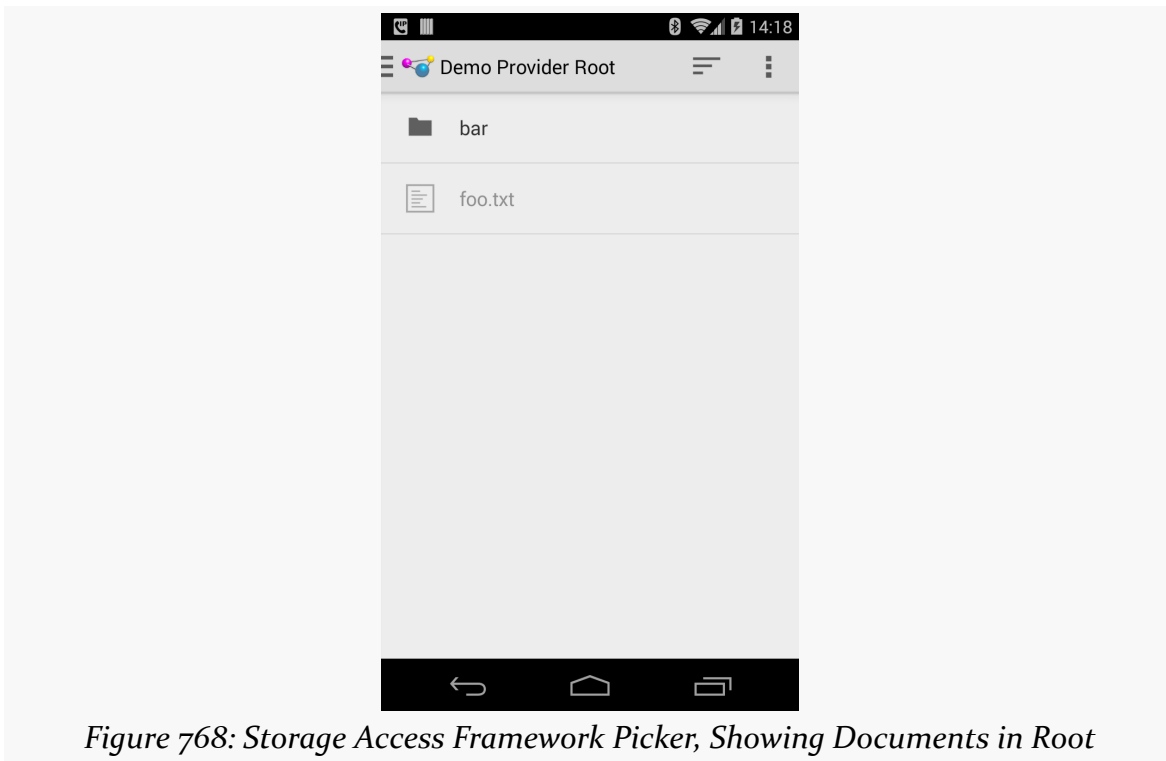 14:18
Demo Provider Root
bar
foo.txt
Figure 768: Storage Access Framework Picker, Showing Documents in Root